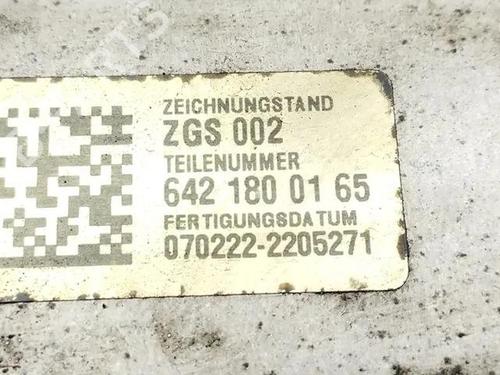 ZEICHNUNGSTAND
ZGS 002
TEILENUMMER
642 180 01 65
FERTIGUNGSDATUM
070222-2205271